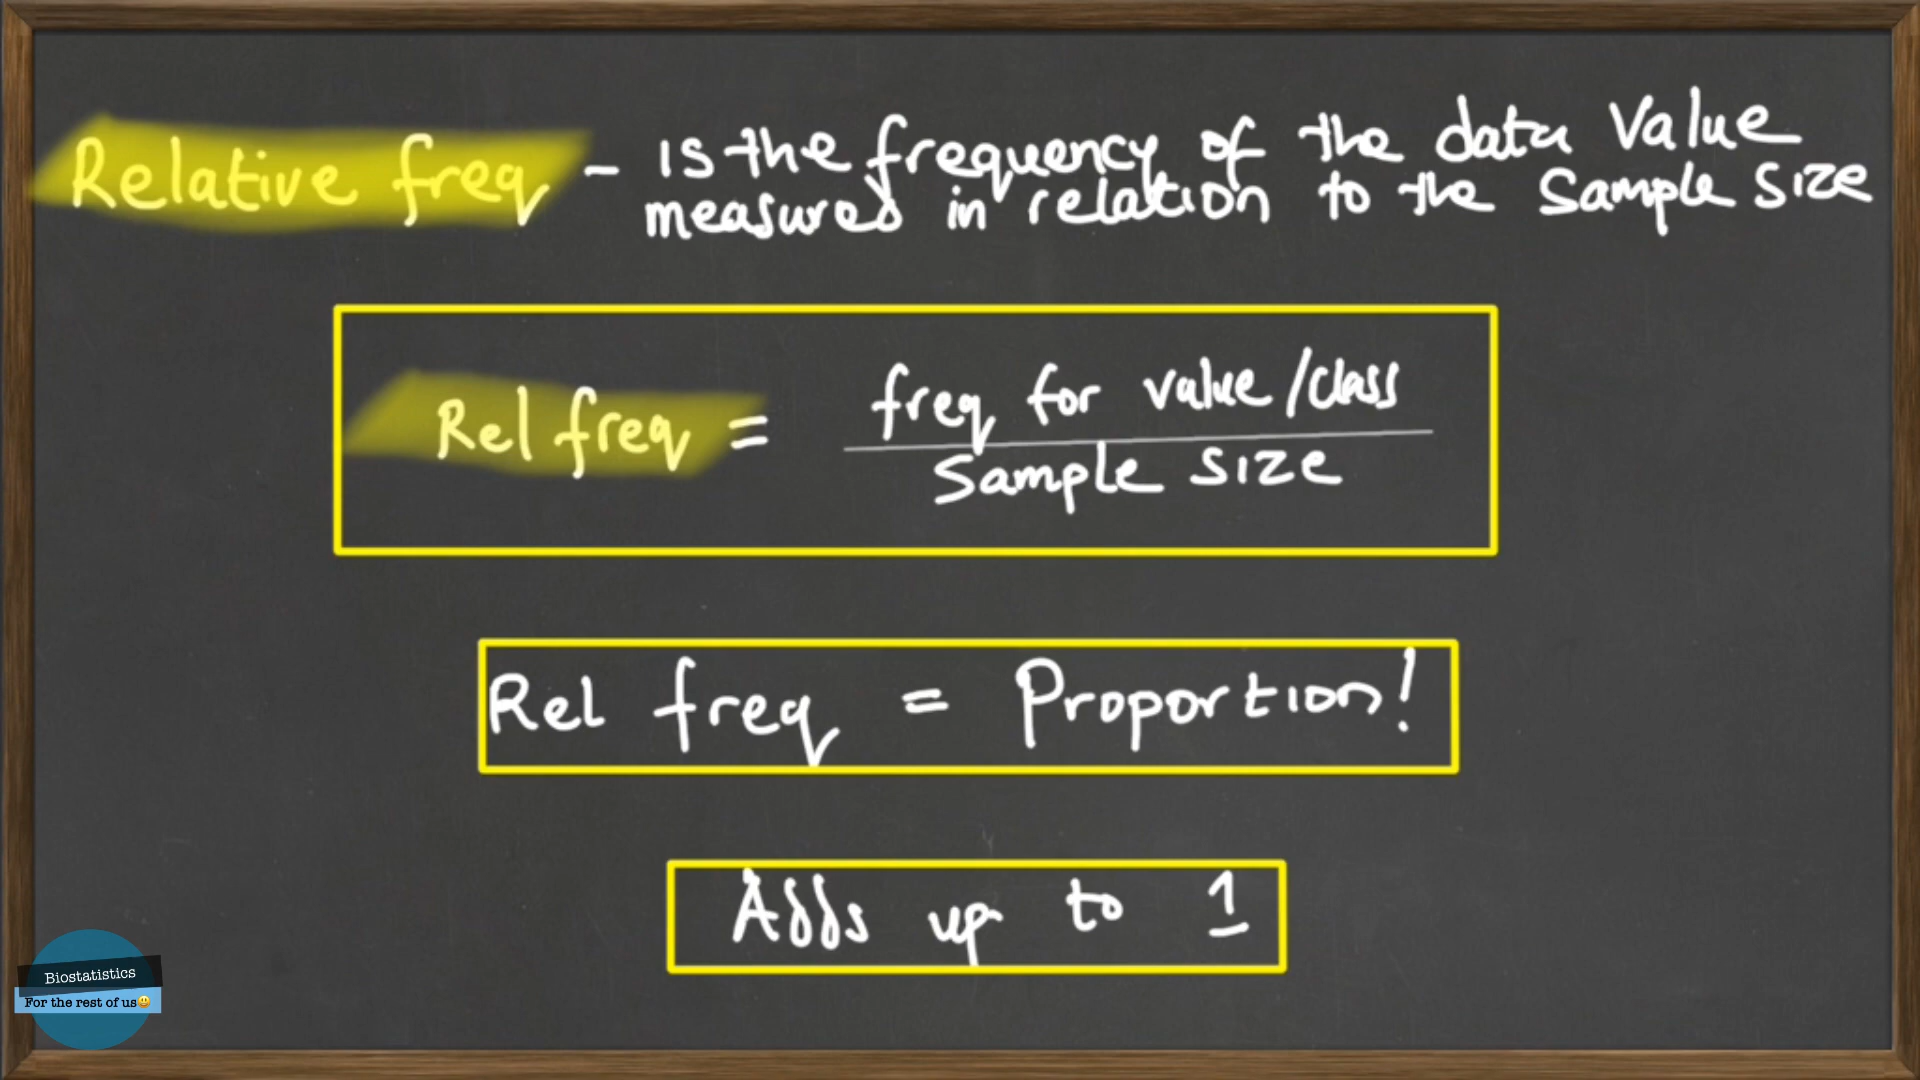 Relative freq - is the frequency of the data value
measured in relation to the sample size
Rel freq = freq for value/class
sample size
Rel freq = Proportion!
Adds up to 1
Biostatistics
For the rest of us😃